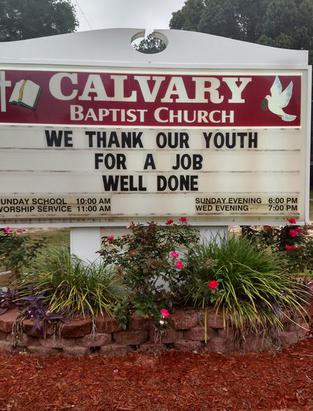 CALVARY
BAPTIST CHURCH
WE THANK OUR YOUTH
FOR A JOB
WELL DONE
SUNDAY SCHOOL 10:00 AM
WORSHIP SERVICE 11:00 AM
SUNDAY EVENING 6:00 PM
WED EVENING 7:00 PM